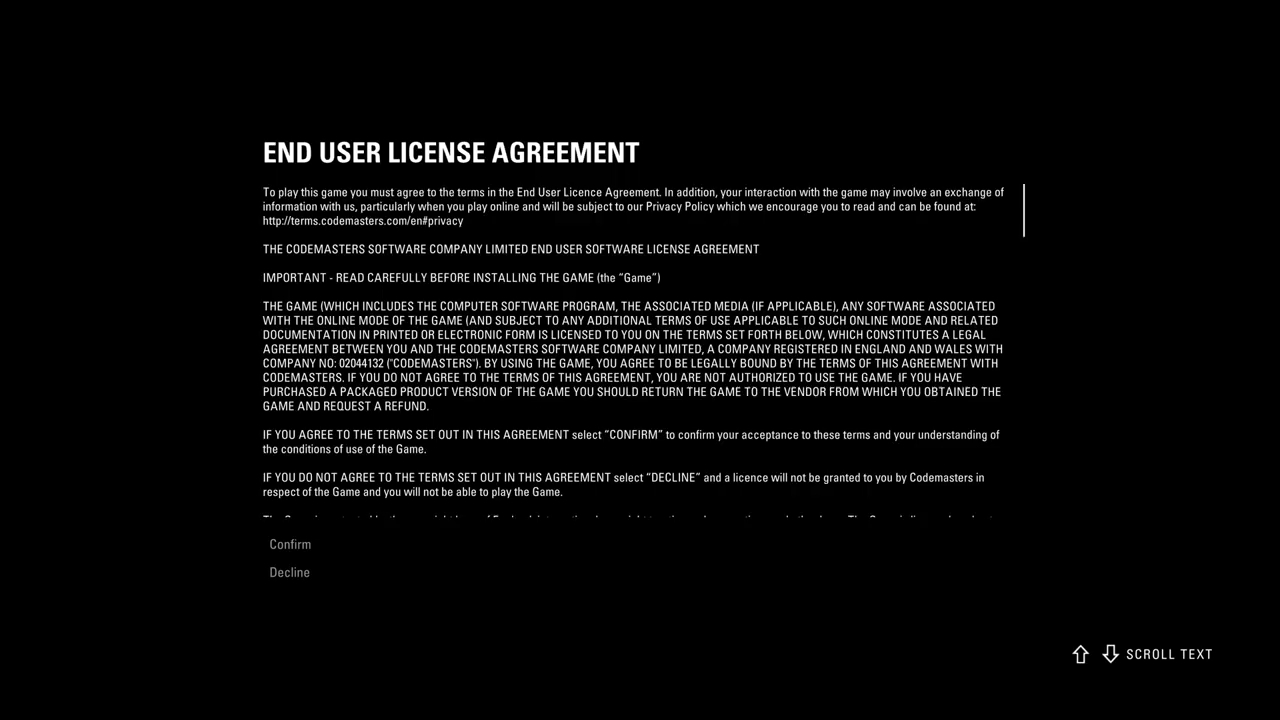 END USER LICENSE AGREEMENT
To play this game you must agree to the terms in the End User Licence Agreement. In addition, your interaction with the game may involve an exchange of
information with us, particularly when you play online and will be subject to our Privacy Policy which we encourage you to read and can be found at:
http://terms.codemasters.com/en#privacy
THE CODEMASTERS SOFTWARE COMPANY LIMITED END USER SOFTWARE LICENSE AGREEMENT
IMPORTANT - READ CAREFULLY BEFORE INSTALLING THE GAME (the “Game”)
THE GAME (WHICH INCLUDES THE COMPUTER SOFTWARE PROGRAM, THE ASSOCIATED MEDIA (IF APPLICABLE), ANY SOFTWARE ASSOCIATED
WITH THE ONLINE MODE OF THE GAME (AND SUBJECT TO ANY ADDITIONAL TERMS OF USE APPLICABLE TO SUCH ONLINE MODE AND RELATED
DOCUMENTATION IN PRINTED OR ELECTRONIC FORM IS LICENSED TO YOU ON THE TERMS SET FORTH BELOW, WHICH CONSTITUTES A LEGAL
AGREEMENT BETWEEN YOU AND THE CODEMASTERS SOFTWARE COMPANY LIMITED, A COMPANY REGISTERED IN ENGLAND AND WALES WITH
COMPANY NO: 02044132 ("CODEMASTERS"). BY USING THE GAME, YOU AGREE TO BE LEGALLY BOUND BY THE TERMS OF THIS AGREEMENT WITH
CODEMASTERS. IF YOU DO NOT AGREE TO THE TERMS OF THIS AGREEMENT, YOU ARE NOT AUTHORIZED TO USE THE GAME. IF YOU HAVE
PURCHASED A PACKAGED PRODUCT VERSION OF THE GAME YOU SHOULD RETURN THE GAME TO THE VENDOR FROM WHICH YOU OBTAINED THE
GAME AND REQUEST A REFUND.
IF YOU AGREE TO THE TERMS SET OUT IN THIS AGREEMENT select “CONFIRM” to confirm your acceptance to these terms and your understanding of
the conditions of use of the Game.
IF YOU DO NOT AGREE TO THE TERMS SET OUT IN THIS AGREEMENT select “DECLINE” and a licence will not be granted to you by Codemasters in
respect of the Game and you will not be able to play the Game.
Confirm
Decline
SCROLL TEXT